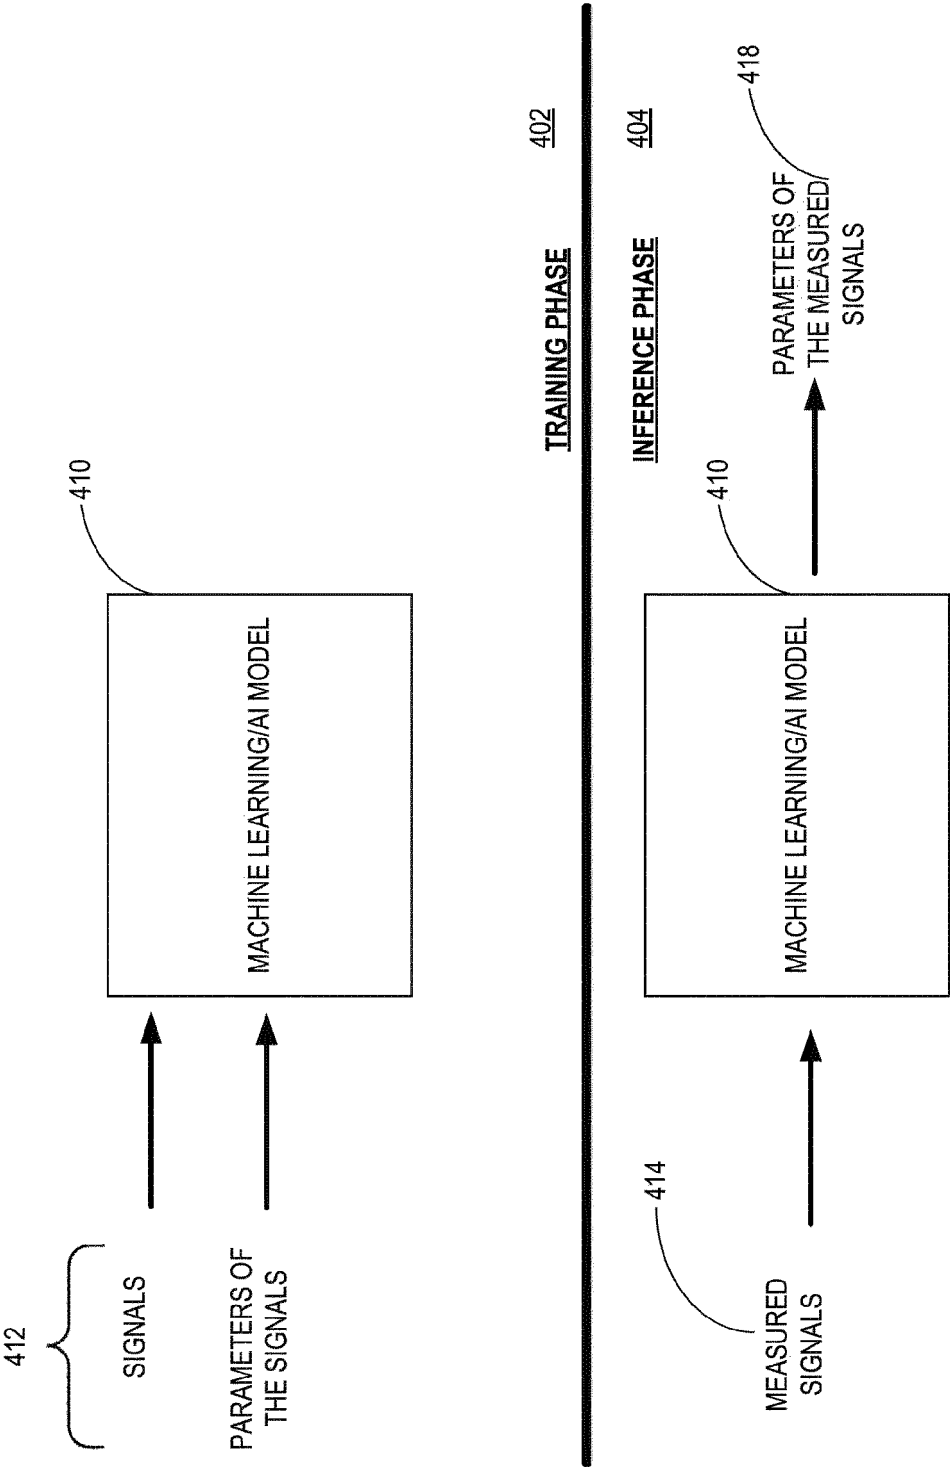 412
SIGNALS
PARAMETERS OF
THE SIGNALS
MACHINE LEARNING/AI MODEL
410
TRAINING PHASE
402
INFERENCE PHASE
404
MEASURED
SIGNALS
414
MACHINE LEARNING/AI MODEL
410
PARAMETERS OF
THE MEASURED
SIGNALS
418